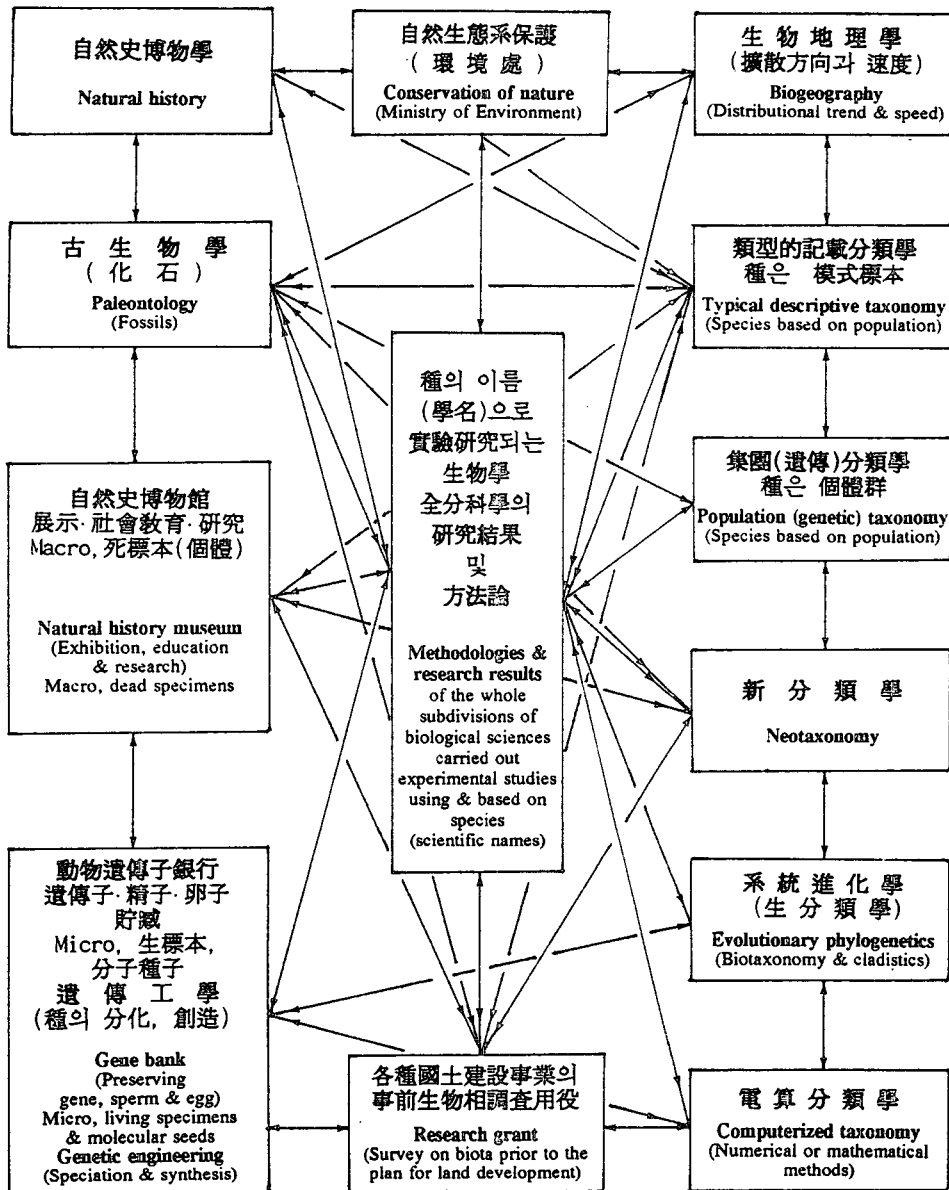 自然史博物學
Natural history
自然生態系保護
(環境處)
Conservation of nature
(Ministry of Environment)
生物地理學
(擴散方向과 速度)
Biogeography
(Distributional trend & speed)
古生物學
(化石)
Paleontology
(Fossils)
類型的記載分類學
種은 模式標本
Typical descriptive taxonomy
(Species based on population)
種의 이름
(學名)으로
實驗硏究되는
生物學
全分科學의
硏究結果
및
方法論
Methodologies &
research results
of the whole
subdivisions of
biological sciences
carried out
experimental studies
using & based on
species
(scientific names)
集團(遺傳)分類學
種은 個體群
Population (genetic) taxonomy
(Species based on population)
自然史博物館
展示·社會敎育·硏究
Macro, 死標本(個體)
Natural history museum
(Exhibition, education
& research)
Macro, dead specimens
新分類學
Neotaxonomy
動物遺傳子銀行
遺傳子·精子·卵子
貯臧
Micro, 生標本,
分子種子
遺傳工學
(種의 分化, 創造)
Gene bank
(Preserving
gene, sperm & egg)
Micro, living specimens
& molecular seeds
Genetic engineering
(Speciation & synthesis)
系統進化學
(生分類學)
Evolutionary phylogenetics
(Biotaxonomy & cladistics)
各種國土建設事業의
事前生物相調査用役
Research grant
(Survey on biota prior to the
plan for land development)
電算分類學
Computerized taxonomy
(Numerical or mathematical
methods)